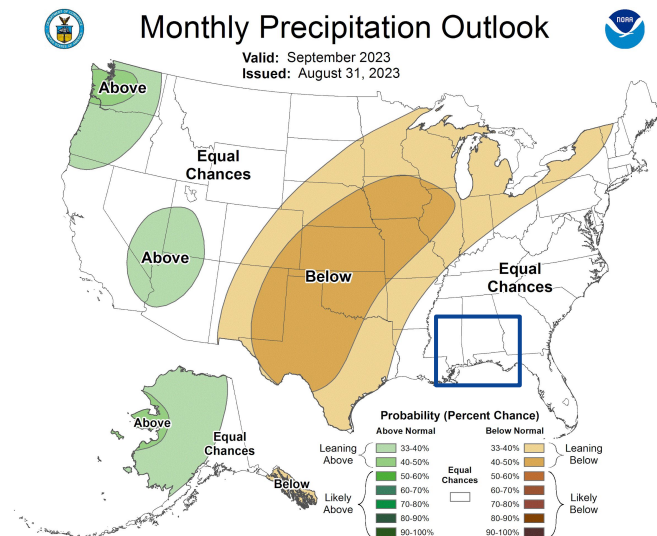 Monthly Precipitation Outlook
NOAA
Valid: September 2023
Issued: August 31, 2023
Above
Equal
Chances
Above
Below
Equal
Chances
Above
Equal
Chances
Below
Probability (Percent Chance)
Above Normal
Below Normal
Leaning
Above
33-40%
40-50%
Likely
Above
50-60%
60-70%
70-80%
80-90%
90-100%
Equal
Chances
33-40%
40-50%
Leaning
Below
50-60%
60-70%
70-80%
80-90%
90-100%
Likely
Below